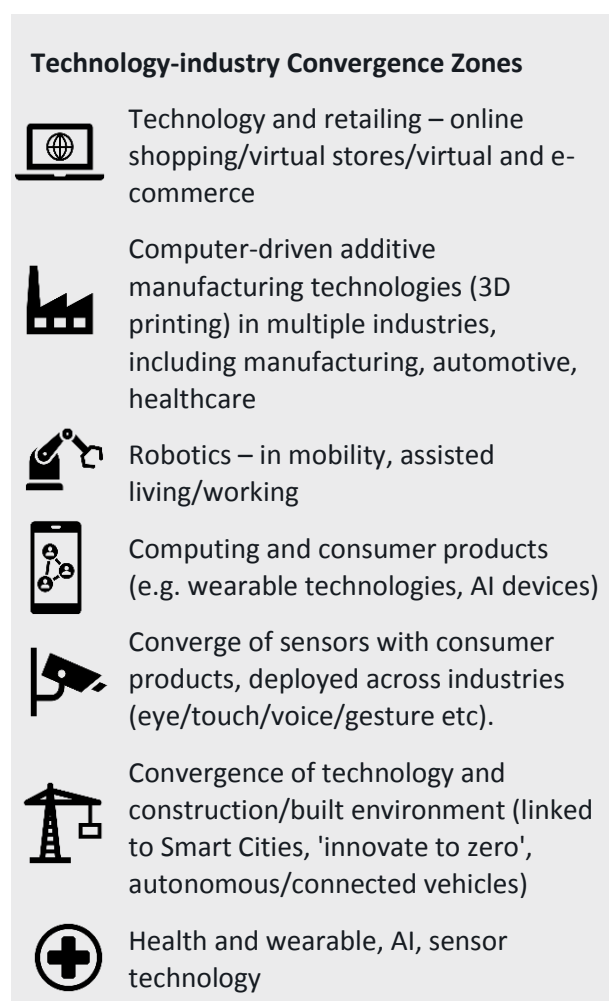 Technology-industry Convergence Zones
Technology and retailing – online
shopping/virtual stores/virtual and e-
commerce
Computer-driven additive
manufacturing technologies (3D
printing) in multiple industries,
including manufacturing, automotive,
healthcare
Robotics – in mobility, assisted
living/working
Computing and consumer products
(e.g. wearable technologies, AI devices)
Converge of sensors with consumer
products, deployed across industries
(eye/touch/voice/gesture etc).
Convergence of technology and
construction/built environment (linked
to Smart Cities, 'innovate to zero',
autonomous/connected vehicles)
Health and wearable, AI, sensor
technology